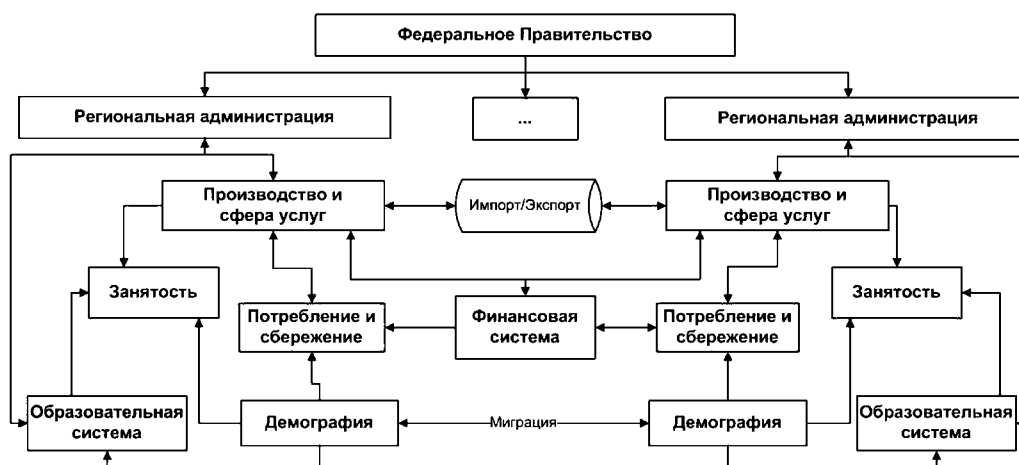 Федеральное Правительство
Региональная администрация
...
Региональная администрация
Производство и
сфера услуг
Импорт/Экспорт
Производство и
сфера услуг
Занятость
Потребление и
сбережение
Финансовая
система
Потребление и
сбережение
Занятость
Образовательная
система
Демография
Миграция
Демография
Образовательная
система